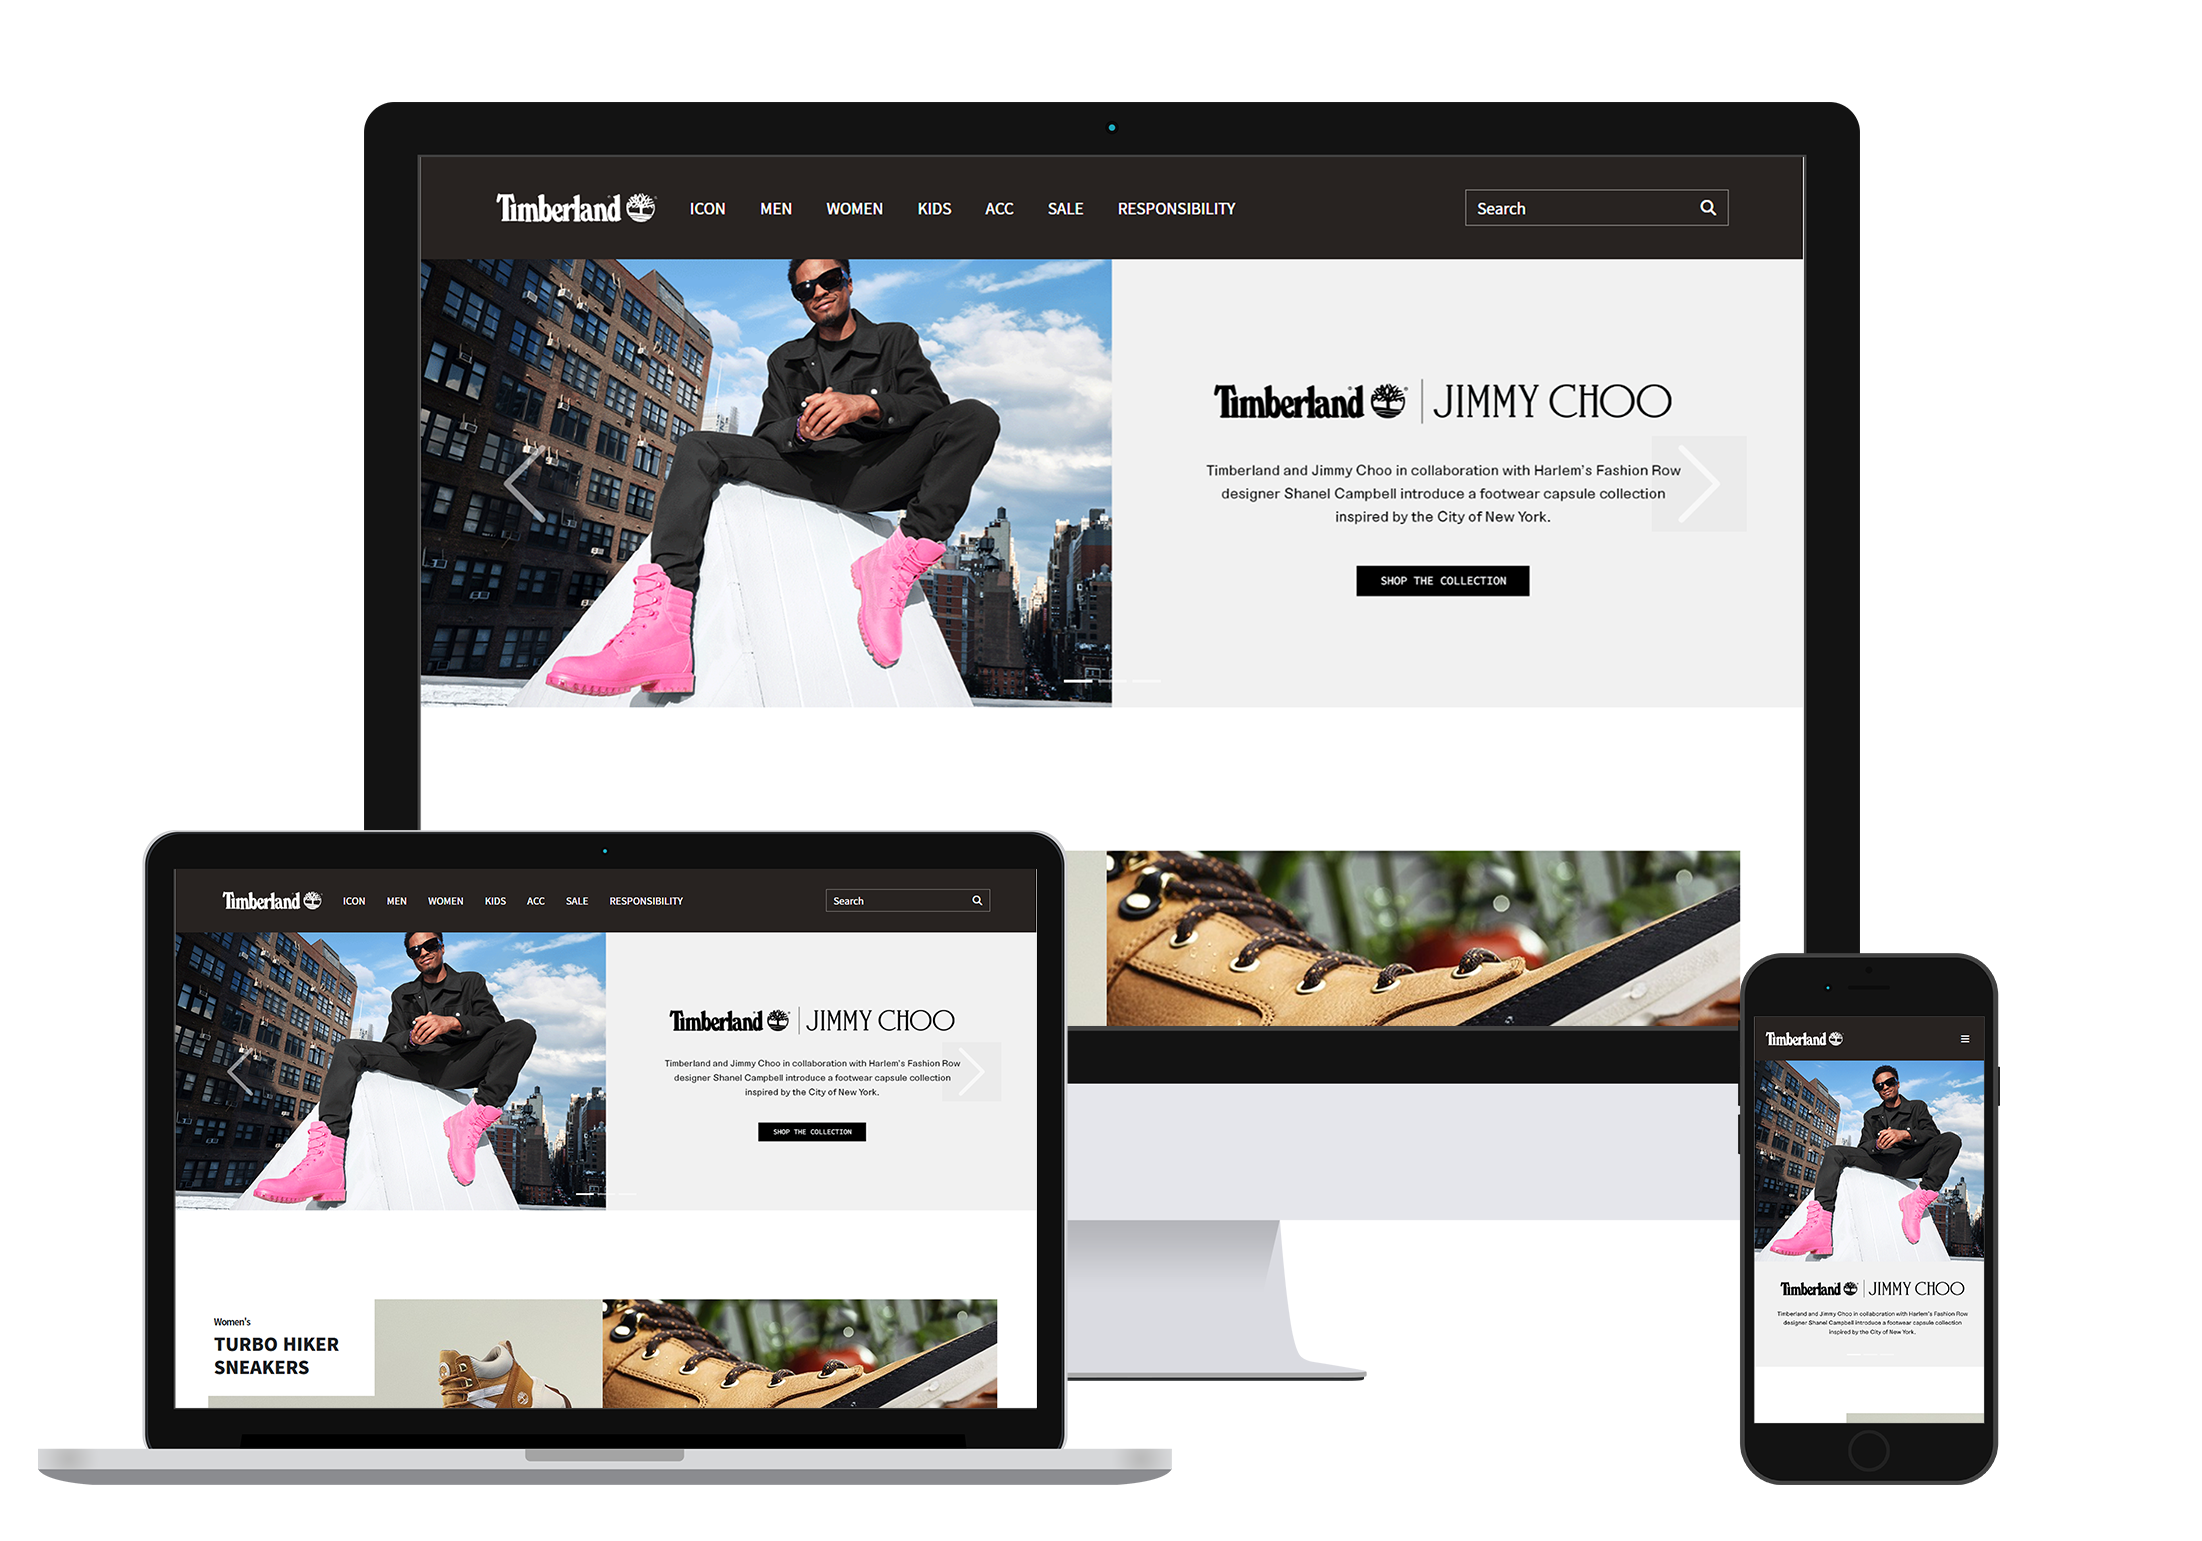 Timberland
ICON MEN WOMEN KIDS ACC SALE RESPONSIBILITY
Search
Timberland | JIMMY CHOO
Timberland and Jimmy Choo in collaboration with Harlem's Fashion Row
designer Shanel Campbell introduce a footwear capsule collection
inspired by the City of New York.
SHOP THE COLLECTION
Timberland
ICON MEN WOMEN KIDS ACC SALE RESPONSIBILITY
Search
Timberland | JIMMY CHOO
Timberland and Jimmy Choo in collaboration with Harlem's Fashion Row
designer Shanel Campbell introduce a footwear capsule collection
inspired by the City of New York.
SHOP THE COLLECTION
Women's
TURBO HIKER
SNEAKERS
Timberland
Timberland | JIMMY CHOO
Timberland and Jimmy Choo in collaboration with Harlem's Fashion Row
designer Shanel Campbell introduce a footwear capsule collection
inspired by the City of New York.